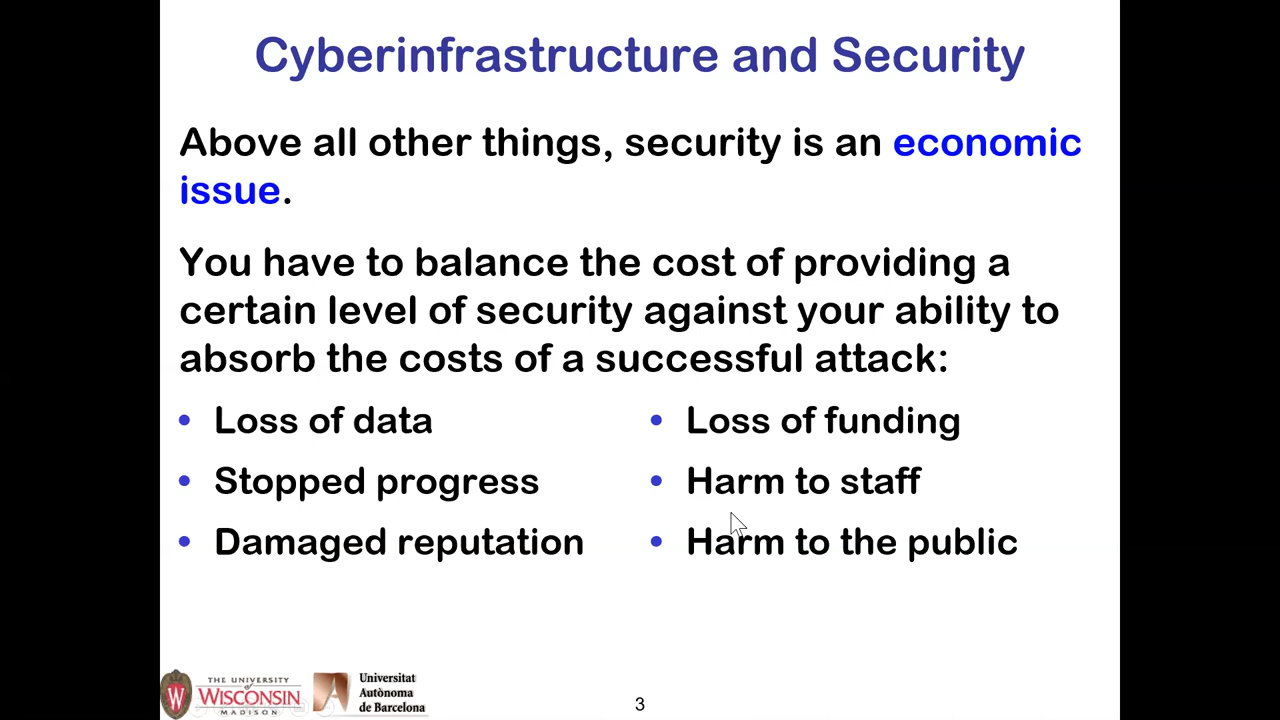 Cyberinfrastructure and Security
Above all other things, security is an economic
issue.
You have to balance the cost of providing a
certain level of security against your ability to
absorb the costs of a successful attack:
• Loss of data
• Stopped progress
• Damaged reputation
• Loss of funding
• Harm to staff
• Harm to the public
W
THE UNIVERSITY
WISCONSIN
MADISON
Universitat
Autònoma
de Barcelona
3